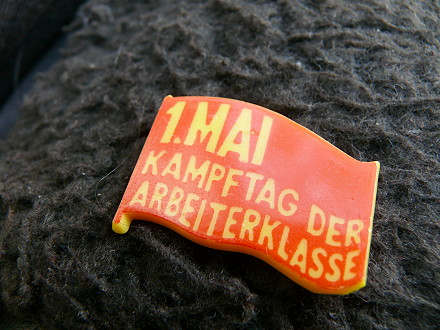 1.MAI
KAMPFTAG DER
ARBEITERKLASSE